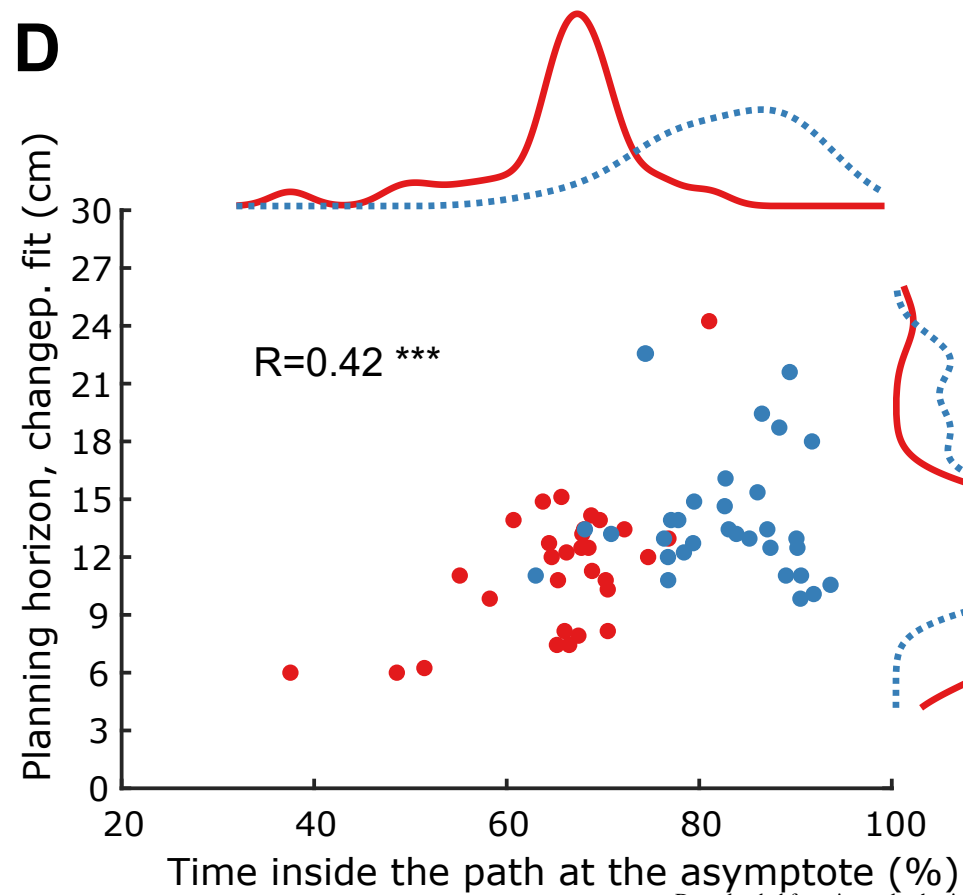 D
Planning horizon, changep. fit (cm)
30
27
24
21
18
15
12
9
6
3
0
R=0.42 ***
20 40 60 80 100
Time inside the path at the asymptote (%)